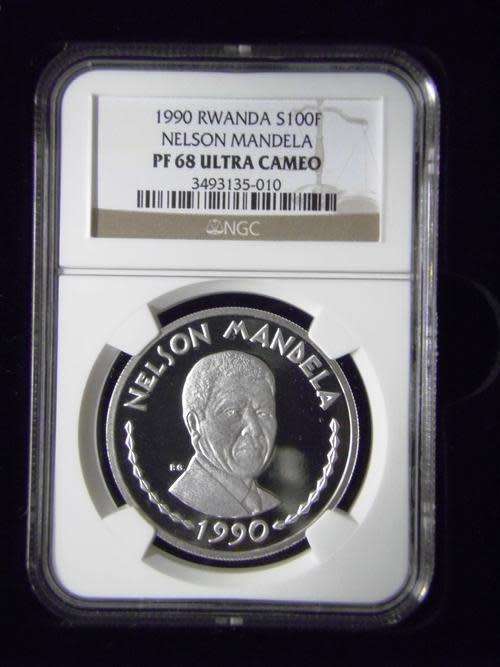 1990 RWANDA S100F
NELSON MANDELA
PF 68 ULTRA CAMEO
3493135-010
NGC
NELSON MANDELA
P.G.
1990